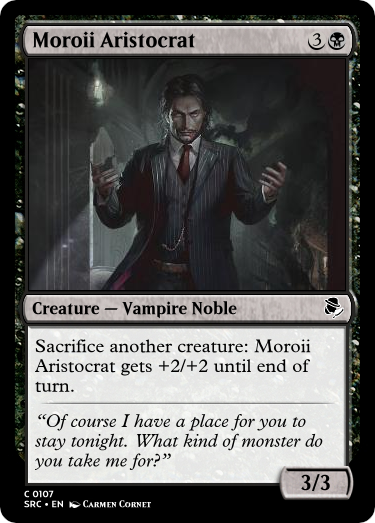 Moroii Aristocrat 3
Creature — Vampire Noble
Sacrifice another creature: Moroii
Aristocrat gets +2/+2 until end of
turn.
“Of course I have a place for you to
stay tonight. What kind of monster do
you take me for?”
3/3
C 0107
SRC • EN Carmen Cornet